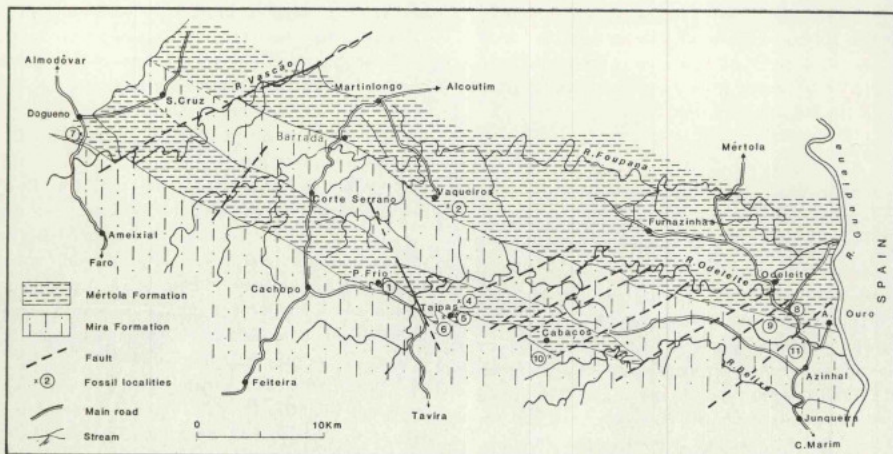 Almodôvar
S.Cruz
R.Vascão
Martinlongo
Alcoutim
Dogueno
7
Barrada
R.Foupana
Mértola
Vaqueiros
2
Corte Serrano
Furnazinhas
R. Guadiana
SPAIN
Ameixial
Faro
R.Odeleite
Odeleite
Mértola Formation
Cachopo
P.Frio
1
4
Taipas
5
6
8
9
A.
Ouro
Mira Formation
Cabaços
10
11
Fault
Azinhal
x2 Fossil localities
Feiteira
R.Beliche
Main road
Tavira
Junqueira
Stream
0 10Km
C.Marim